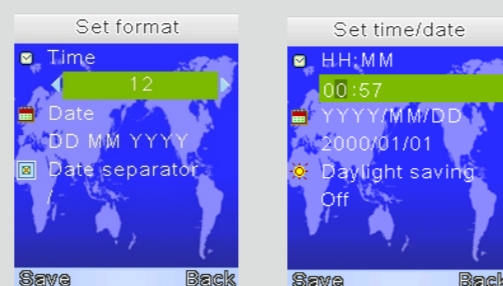 Set format
Time
12
Date
DD MM YYYY
Date separator
/
Save Back
Set time/date
HH:MM
00:57
YYYY/MM/DD
2000/01/01
Daylight saving
Off
Save Back